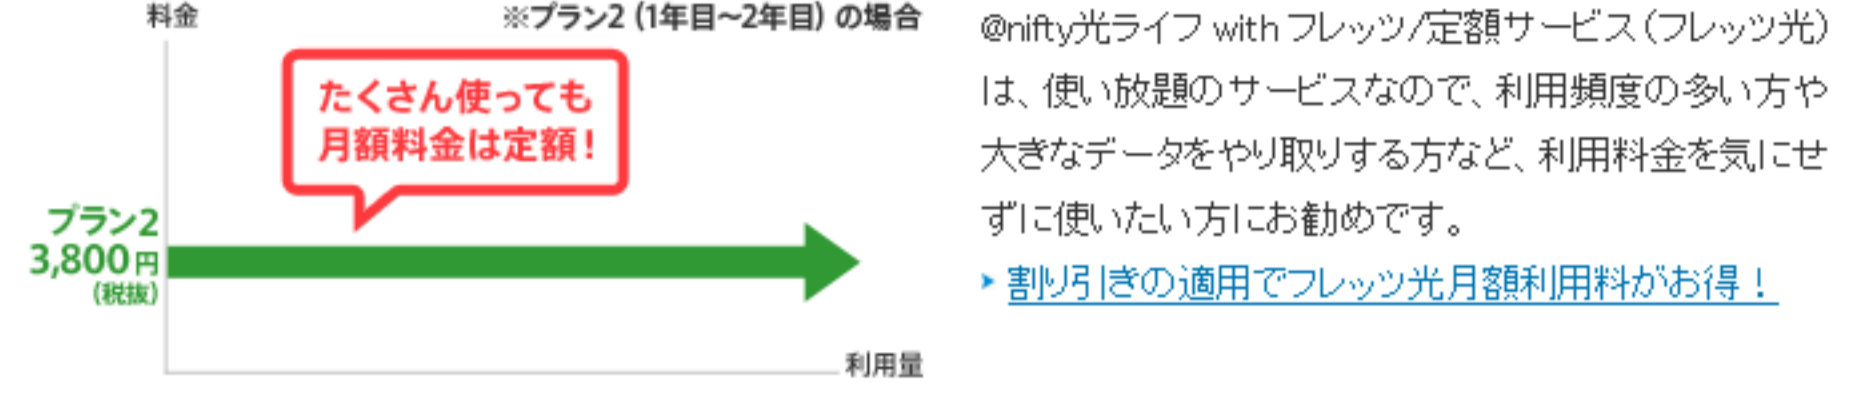 料金
※プラン2（1年目～2年目）の場合
たくさん使っても
月額料金は定額！
プラン2
3,800円
（税抜）
利用量
@nifty光ライフ with フレッツ/定額サービス（フレッツ光）
は、使い放題のサービスなので、利用頻度の多い方や
大きなデータをやり取りする方など、利用料金を気にせ
ずに使いたい方にお勧めです。
割り引きの適用でフレッツ光月額利用料がお得！